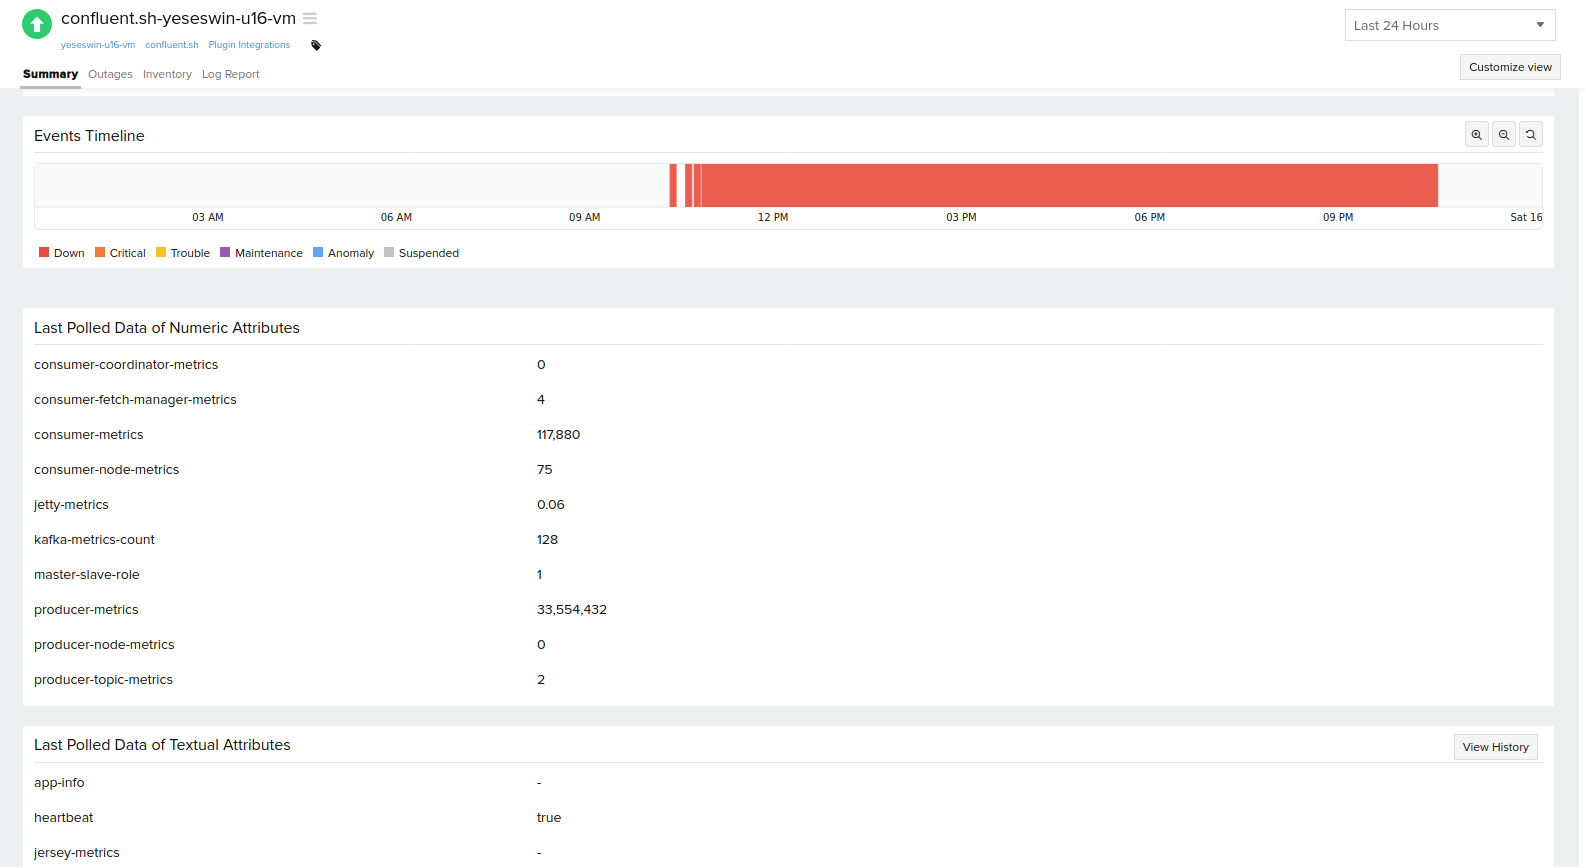 confluent.sh-yeseswin-u16-vm
Last 24 Hours
yeseswin-u16-vm confluent.sh Plugin Integrations
Summary Outages Inventory Log Report
Customize view
Events Timeline
03 AM 06 AM 09 AM 12 PM 03 PM 06 PM 09 PM Sat 16
Down Critical Trouble Maintenance Anomaly Suspended
Last Polled Data of Numeric Attributes
consumer-coordinator-metrics 0
consumer-fetch-manager-metrics 4
consumer-metrics 117,880
consumer-node-metrics 75
jetty-metrics 0.06
kafka-metrics-count 128
master-slave-role 1
producer-metrics 33,554,432
producer-node-metrics 0
producer-topic-metrics 2
Last Polled Data of Textual Attributes
View History
app-info -
heartbeat true
jersey-metrics -